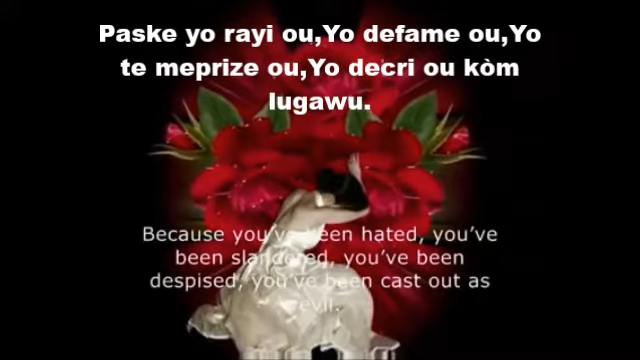 Paske yo rayi ou,Yo defame ou,Yo
te meprize ou,Yo decri ou kòm
lugawu.
Because you've been hated, you've
been slandered, you've been
despised, you've been cast out as
evil.